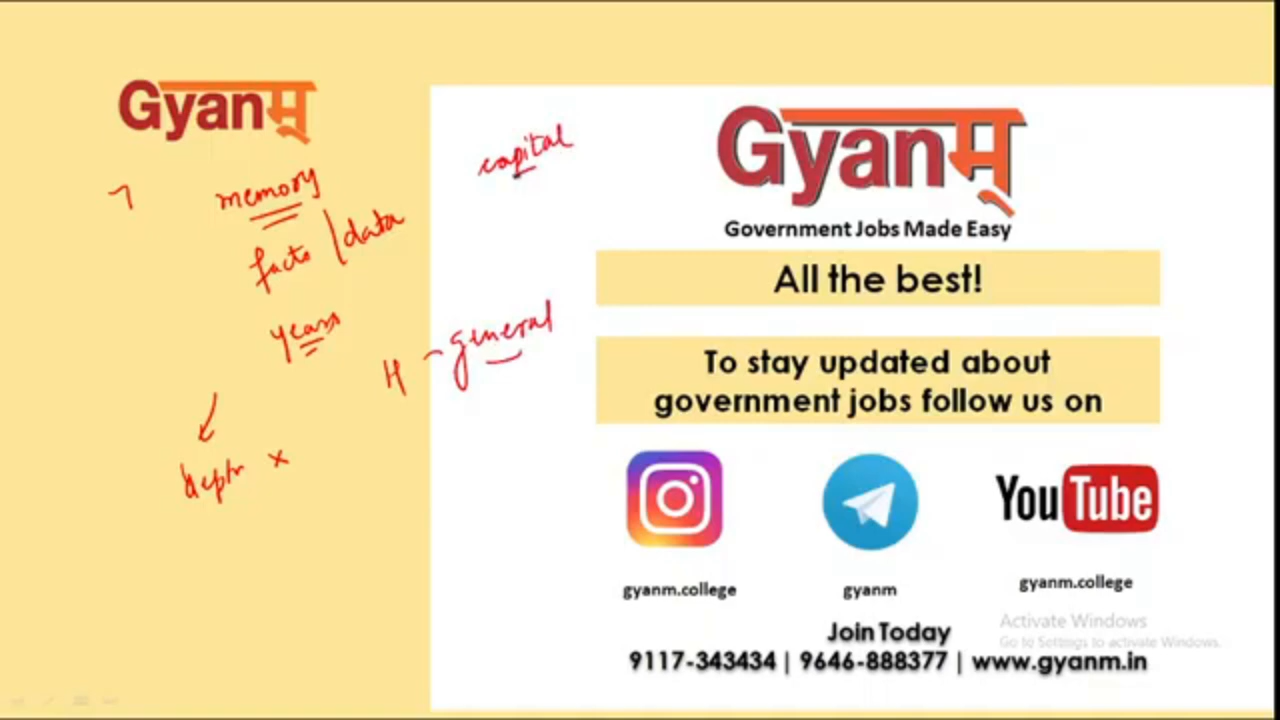 Gyanम्
memory
facts / data
years
depth ×
capital
H - general
Gyanम्
Government Jobs Made Easy
All the best!
To stay updated about
government jobs follow us on
You Tube
gyanm.college
gyanm
gyanm.college
Activate Windows
Go to Settings to activate Windows.
Join Today
9117-343434 | 9646-888377 | www.gyanm.in